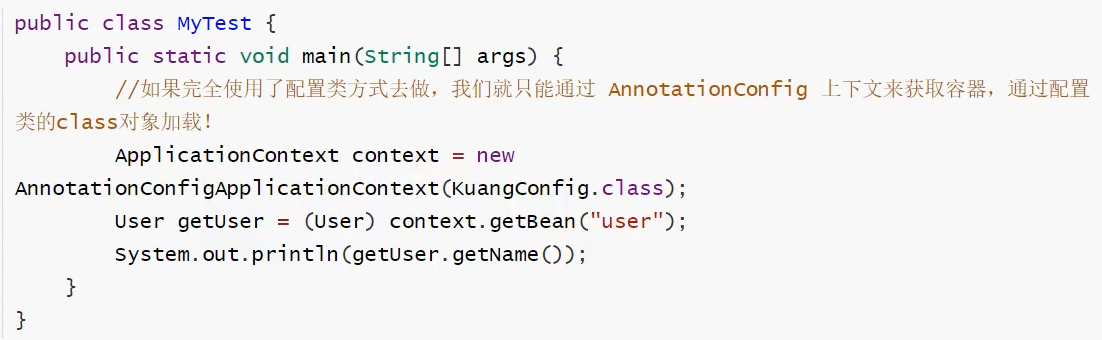 public class MyTest {
    public static void main(String[] args) {
        //如果完全使用了配置类方式去做，我们就只能通过 AnnotationConfig 上下文来获取容器，通过配置
类的class对象加载！
        ApplicationContext context = new
AnnotationConfigApplicationContext(KuangConfig.class);
        User getUser = (User) context.getBean("user");
        System.out.println(getUser.getName());
    }
}